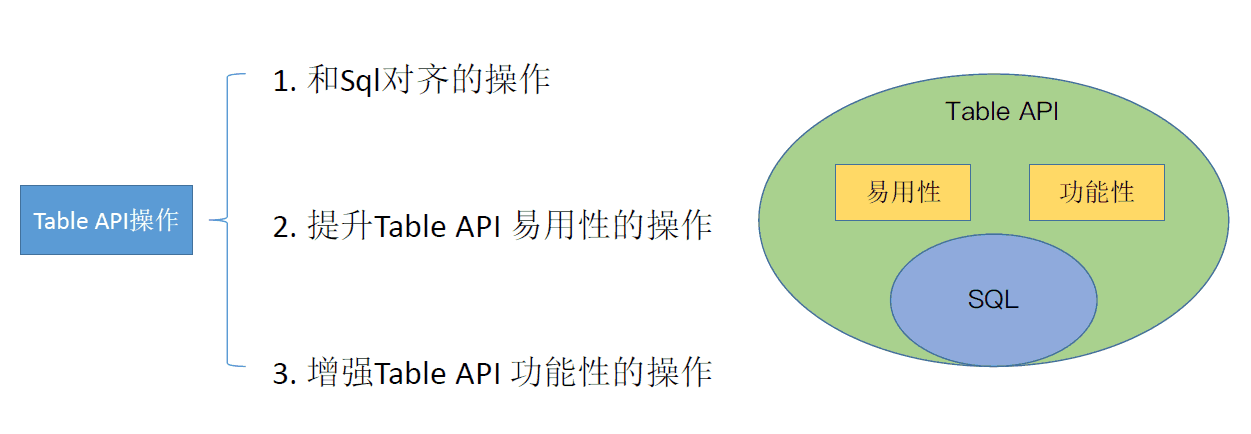 1. 和Sql对齐的操作
Table API操作
2. 提升Table API 易用性的操作
3. 增强Table API 功能性的操作
Table API
易用性
功能性
SQL